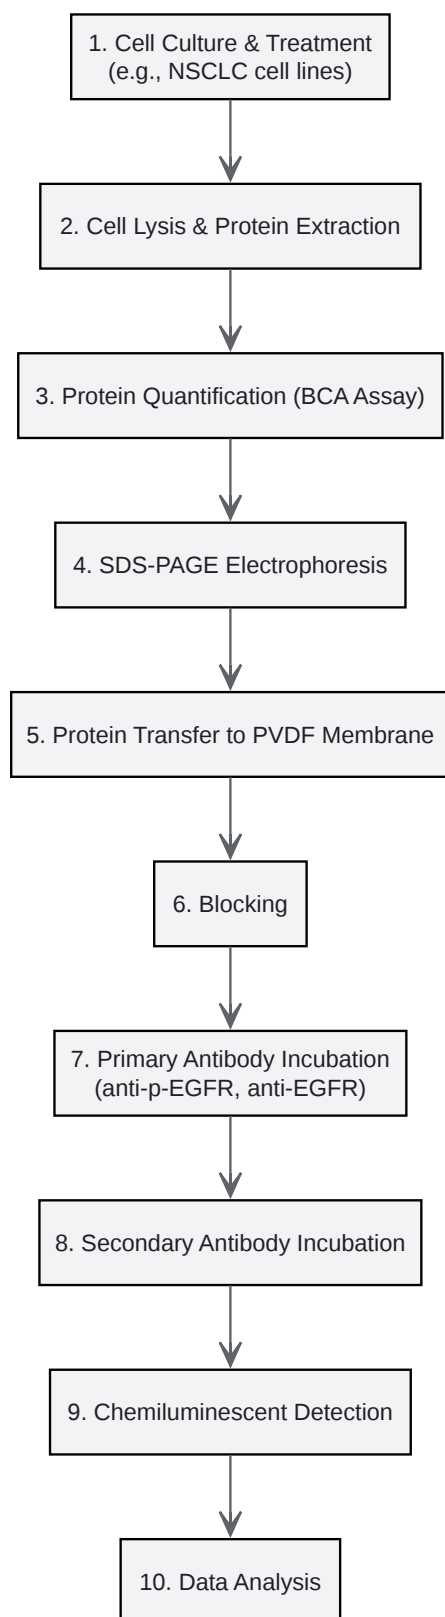 1. Cell Culture & Treatment
(e.g., NSCLC cell lines)
2. Cell Lysis & Protein Extraction
3. Protein Quantification (BCA Assay)
4. SDS-PAGE Electrophoresis
5. Protein Transfer to PVDF Membrane
6. Blocking
7. Primary Antibody Incubation
(anti-p-EGFR, anti-EGFR)
8. Secondary Antibody Incubation
9. Chemiluminescent Detection
10. Data Analysis